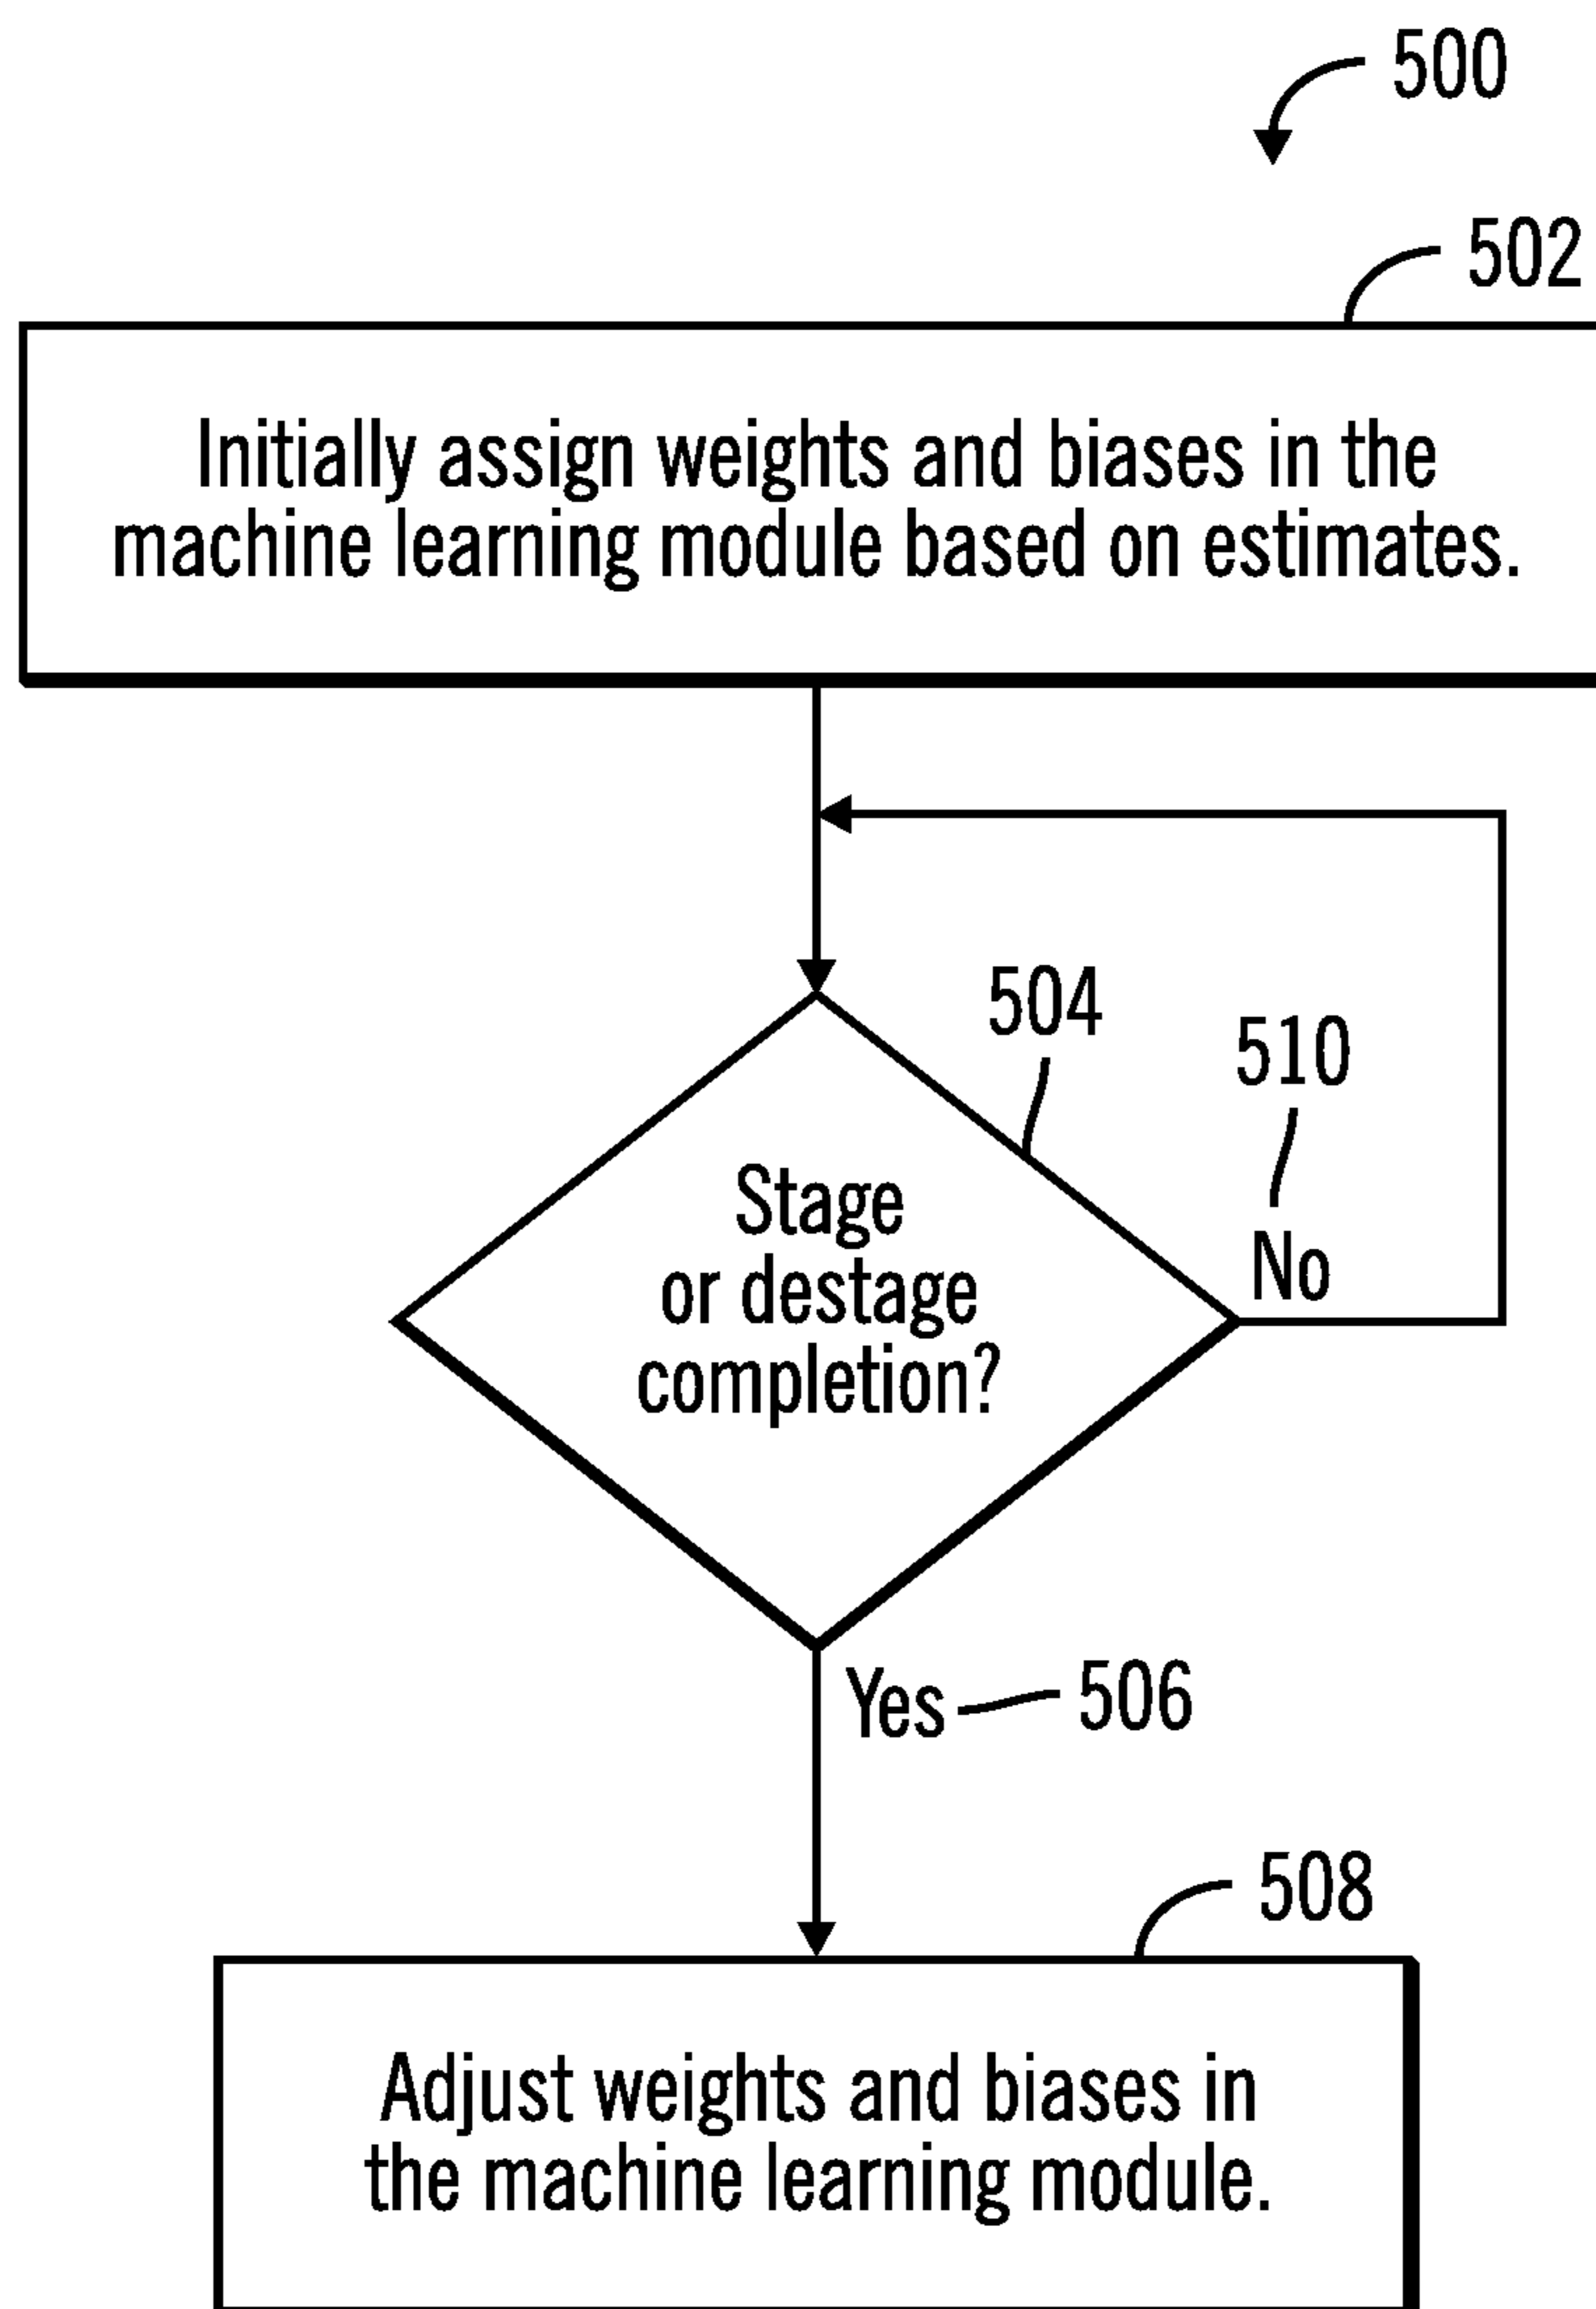 500
502
Initially assign weights and biases in the
machine learning module based on estimates.
504
510
Stage
or destage
completion?
No
Yes
506
508
Adjust weights and biases in
the machine learning module.